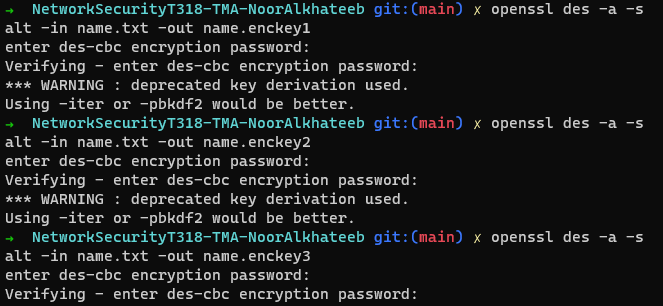 → NetworkSecurityT318-TMA-NoorAlkhateeb git:(main) ✗ openssl des -a -s
alt -in name.txt -out name.enckey1
enter des-cbc encryption password:
Verifying - enter des-cbc encryption password:
*** WARNING : deprecated key derivation used.
Using -iter or -pbkdf2 would be better.
→ NetworkSecurityT318-TMA-NoorAlkhateeb git:(main) ✗ openssl des -a -s
alt -in name.txt -out name.enckey2
enter des-cbc encryption password:
Verifying - enter des-cbc encryption password:
*** WARNING : deprecated key derivation used.
Using -iter or -pbkdf2 would be better.
→ NetworkSecurityT318-TMA-NoorAlkhateeb git:(main) ✗ openssl des -a -s
alt -in name.txt -out name.enckey3
enter des-cbc encryption password:
Verifying - enter des-cbc encryption password: